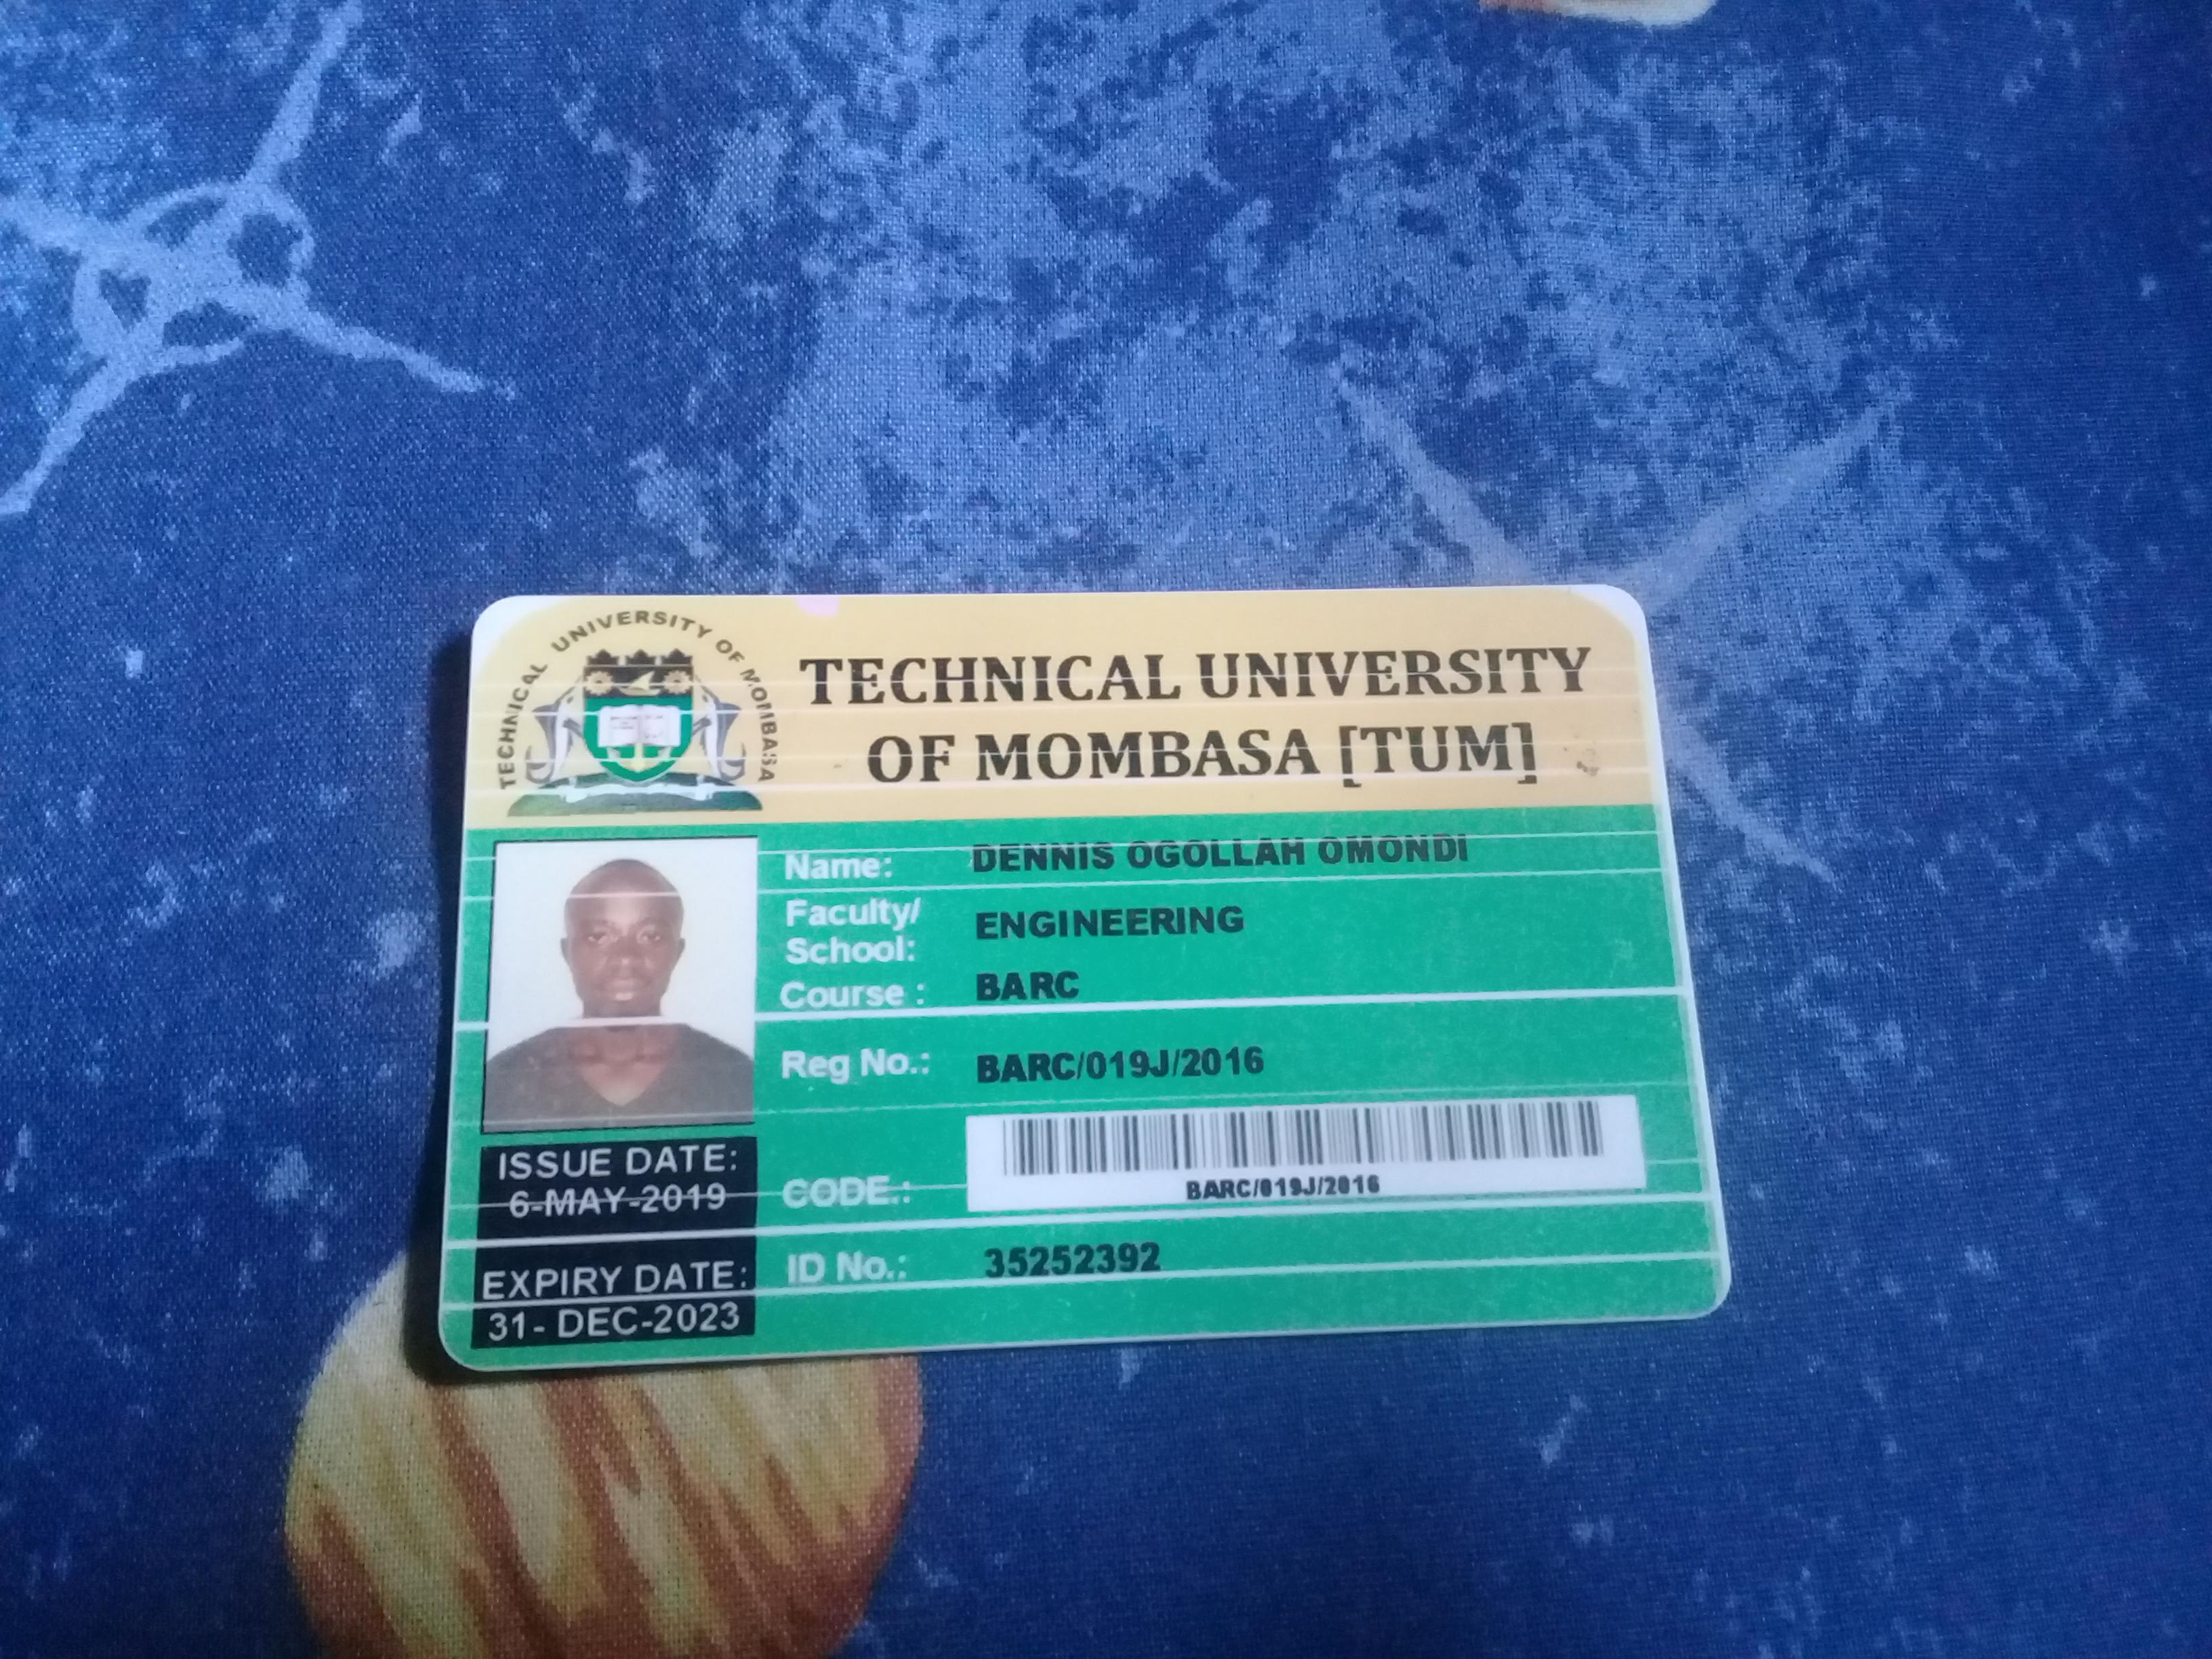 TECHNICAL UNIVERSITY OF MOMBASA
TECHNICAL UNIVERSITY
OF MOMBASA [TUM]
Name: DENNIS OGOLLAH OMONDI
Faculty/
School: ENGINEERING
Course : BARC
Reg No.: BARC/019J/2016
CODE.: BARC/019J/2016
ID No.: 35252392
ISSUE DATE:
6-MAY-2019
EXPIRY DATE:
31- DEC-2023